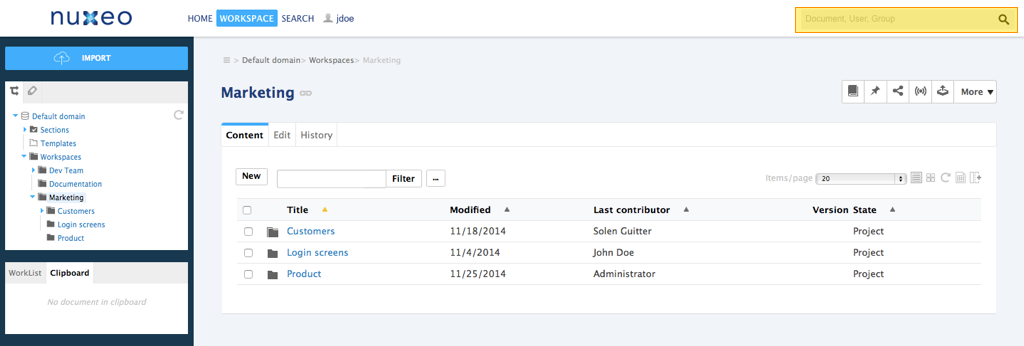 nuxeo HOME WORKSPACE SEARCH jdoe Document, User, Group
IMPORT
Default domain
Sections
Templates
Workspaces
Dev Team
Documentation
Marketing
Customers
Login screens
Product
WorkList Clipboard
No document in clipboard
> Default domain> Workspaces> Marketing
Marketing
More
Content Edit History
New Filter ... Items/page 20
Title Modified Last contributor Version State
Customers 11/18/2014 Solen Guitter Project
Login screens 11/4/2014 John Doe Project
Product 11/25/2014 Administrator Project